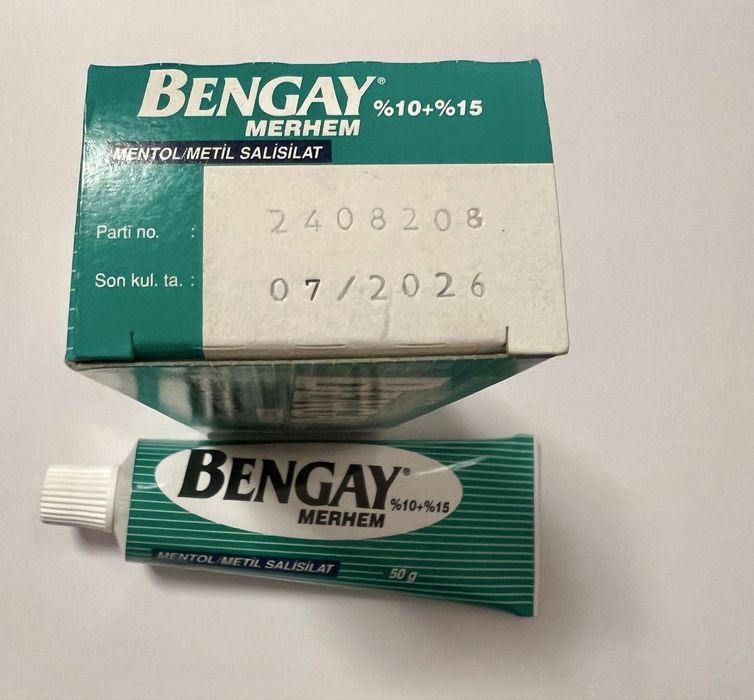 BENGAY® %10+%15
MERHEM
MENTOL/METİL SALİSİLAT
Parti no. : 2408208
Son kul. ta. : 07/2026
BENGAY® %10+%15
MERHEM
MENTOL/METİL SALİSİLAT
50 g